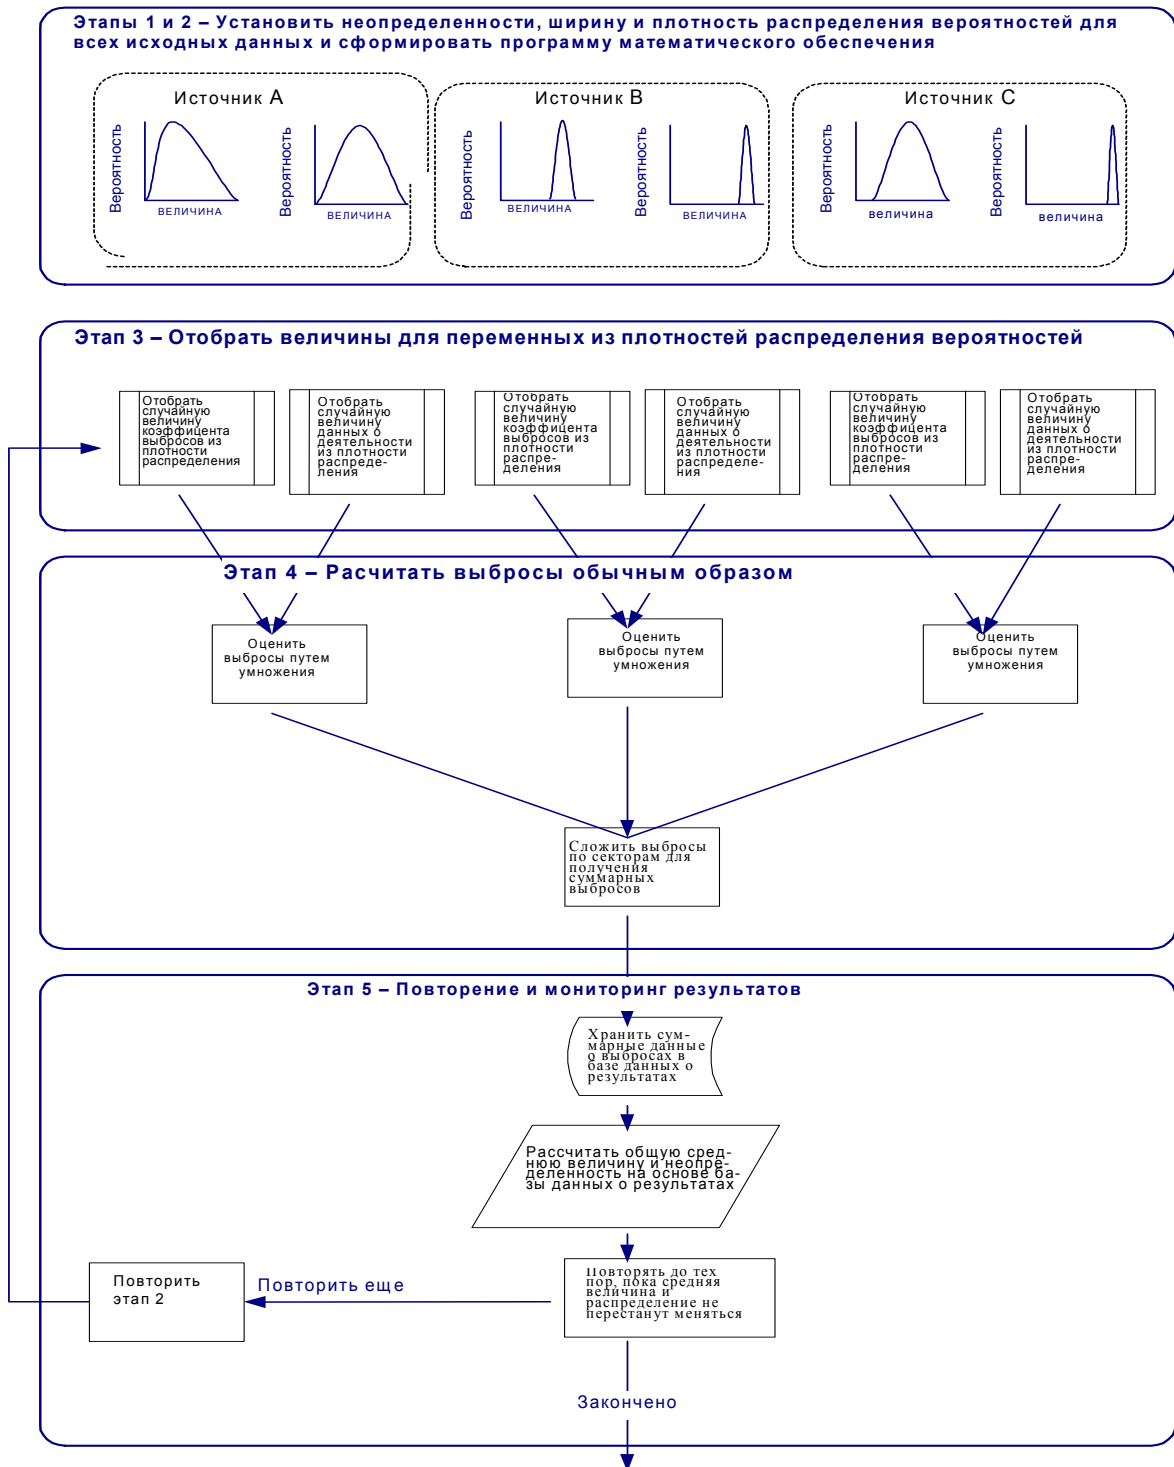 Этапы 1 и 2 – Установить неопределенности, ширину и плотность распределения вероятностей для
всех исходных данных и сформировать программу математического обеспечения
Источник А
Вероятность
ВЕЛИЧИНА
Вероятность
ВЕЛИЧИНА
Источник В
Вероятность
ВЕЛИЧИНА
Вероятность
ВЕЛИЧИНА
Источник С
Вероятность
величина
Вероятность
величина
Этап 3 – Отобрать величины для переменных из плотностей распределения вероятностей
Отобрать
случайную
величину
коэффицента
выбросов из
плотности
распределения
Отобрать
случайную
величину
данных о
деятельности
из плотности
распреде-
ления
Отобрать
случайную
величину
коэффицента
выбросов из
плотности
распре-
деления
Отобрать
случайную
величину
данных о
деятельности
из плотности
распределе-
ния
Отобрать
случайную
величину
коэффицента
выбросов из
плотности
распре-
деления
Отобрать
случайную
величину
данных о
деятельности
из плотности
распре-
деления
Этап 4 – Расчитать выбросы обычным образом
Оценить
выбросы путем
умножения
Оценить
выбросы путем
умножения
Оценить
выбросы путем
умножения
Сложить выбросы
по секторам для
получения
суммарных
выбросов
Этап 5 – Повторение и мониторинг результатов
Хранить сум-
марные данные
о выбросах в
базе данных о
результатах
Рассчитать общую сред-
нюю величину и неопре-
деленность на основе ба-
зы данных о результатах
Повторять до тех
пор, пока средняя
величина и
распределение не
перестанут меняться
Повторить еще
Повторить
этап 2
Закончено